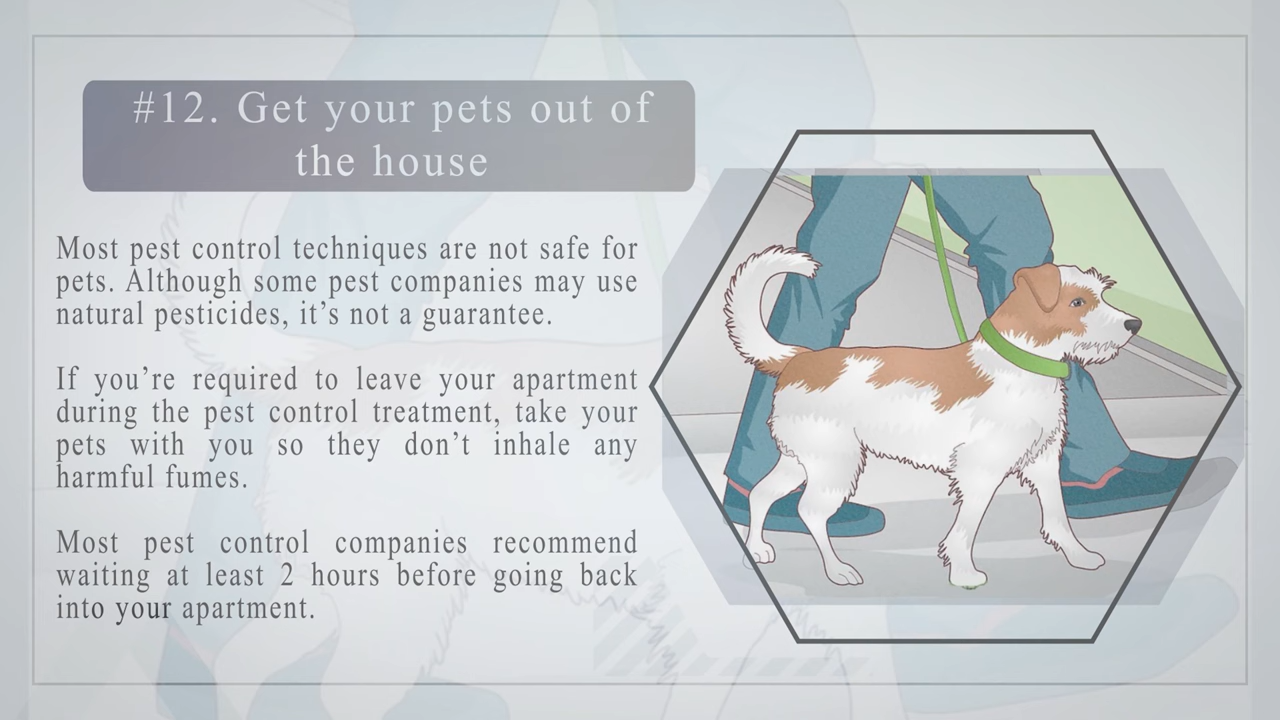 #12. Get your pets out of
the house
Most pest control techniques are not safe for
pets. Although some pest companies may use
natural pesticides, it’s not a guarantee.
If you’re required to leave your apartment
during the pest control treatment, take your
pets with you so they don’t inhale any
harmful fumes.
Most pest control companies recommend
waiting at least 2 hours before going back
into your apartment.